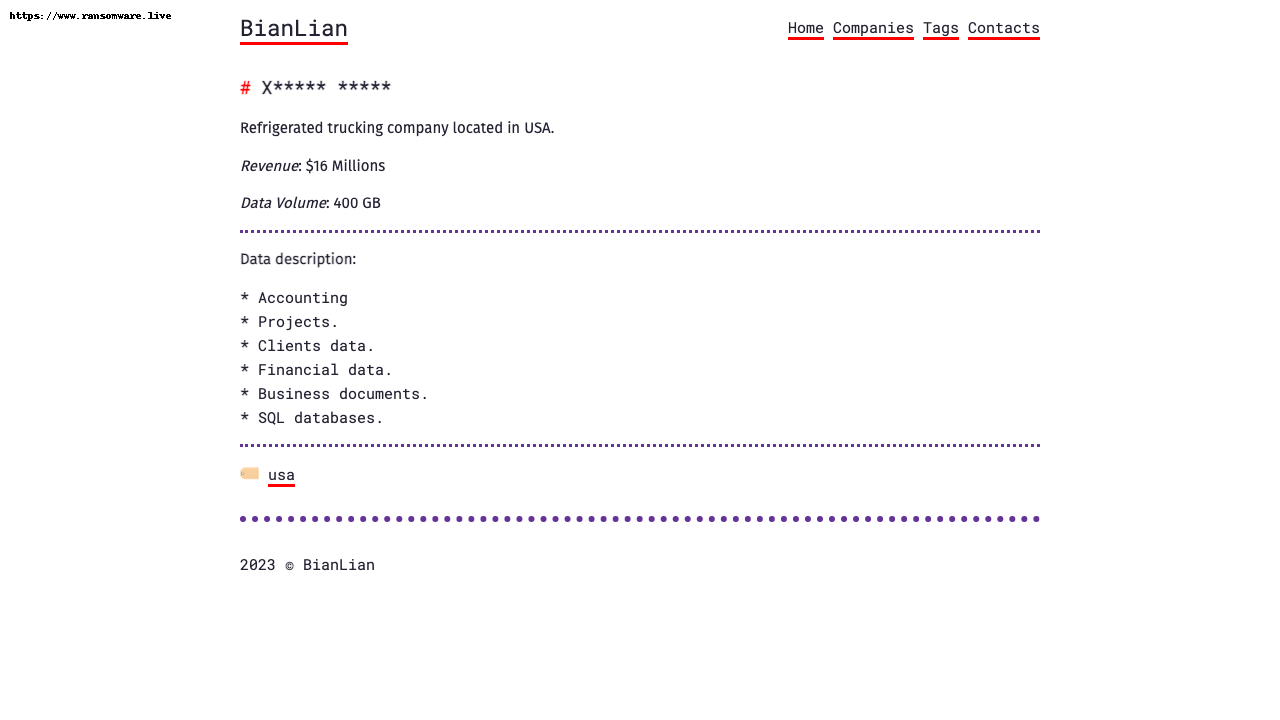 https://www.ransomware.live
BianLian
Home Companies Tags Contacts
# X***** *****
Refrigerated trucking company located in USA.
Revenue: $16 Millions
Data Volume: 400 GB
Data description:
* Accounting
* Projects.
* Clients data.
* Financial data.
* Business documents.
* SQL databases.
usa
2023 © BianLian